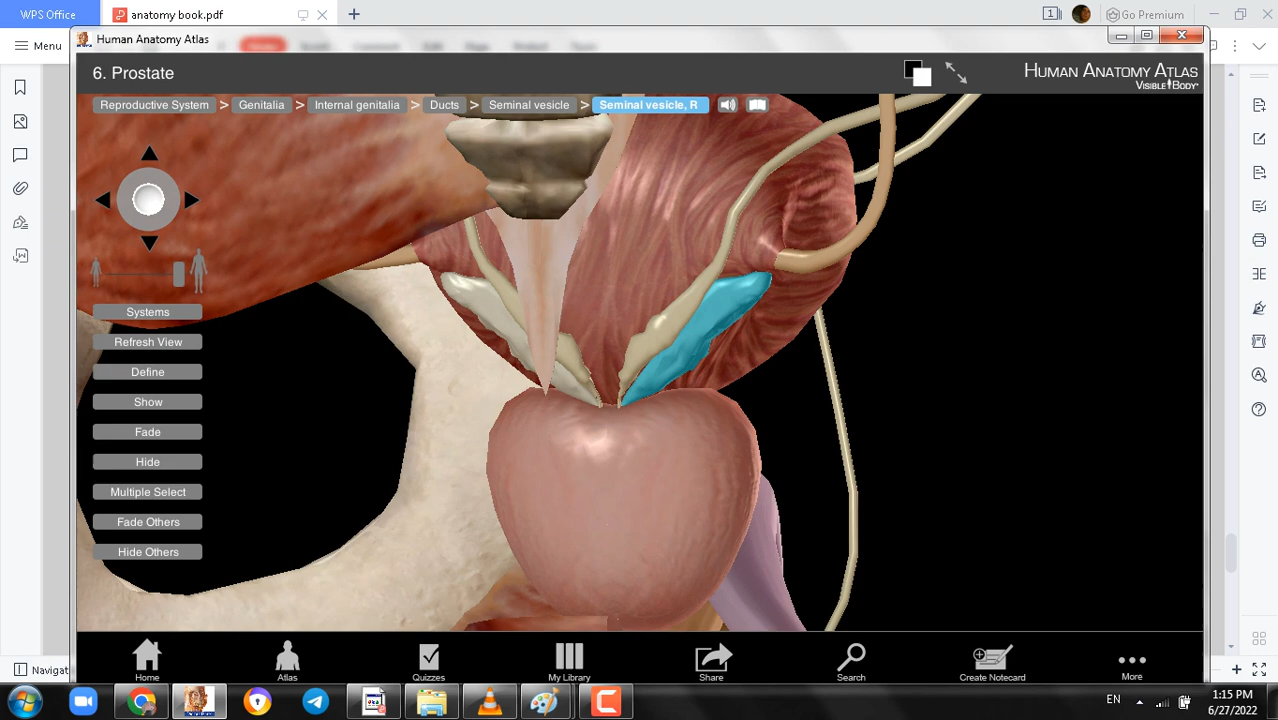 WPS Office
anatomy book.pdf
1
Go Premium
Menu
Human Anatomy Atlas
6. Prostate
HUMAN ANATOMY ATLAS
VISIBLE BODY
Reproductive System > Genitalia > Internal genitalia > Ducts > Seminal vesicle > Seminal vesicle, R
Systems
Refresh View
Define
Show
Fade
Hide
Multiple Select
Fade Others
Hide Others
Home
Atlas
Quizzes
My Library
Share
Search
Create Notecard
More
Navigat
EN
1:15 PM
6/27/2022